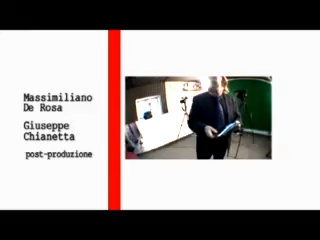 Massimiliano
De Rosa
Giuseppe
Chianetta
post-produzione